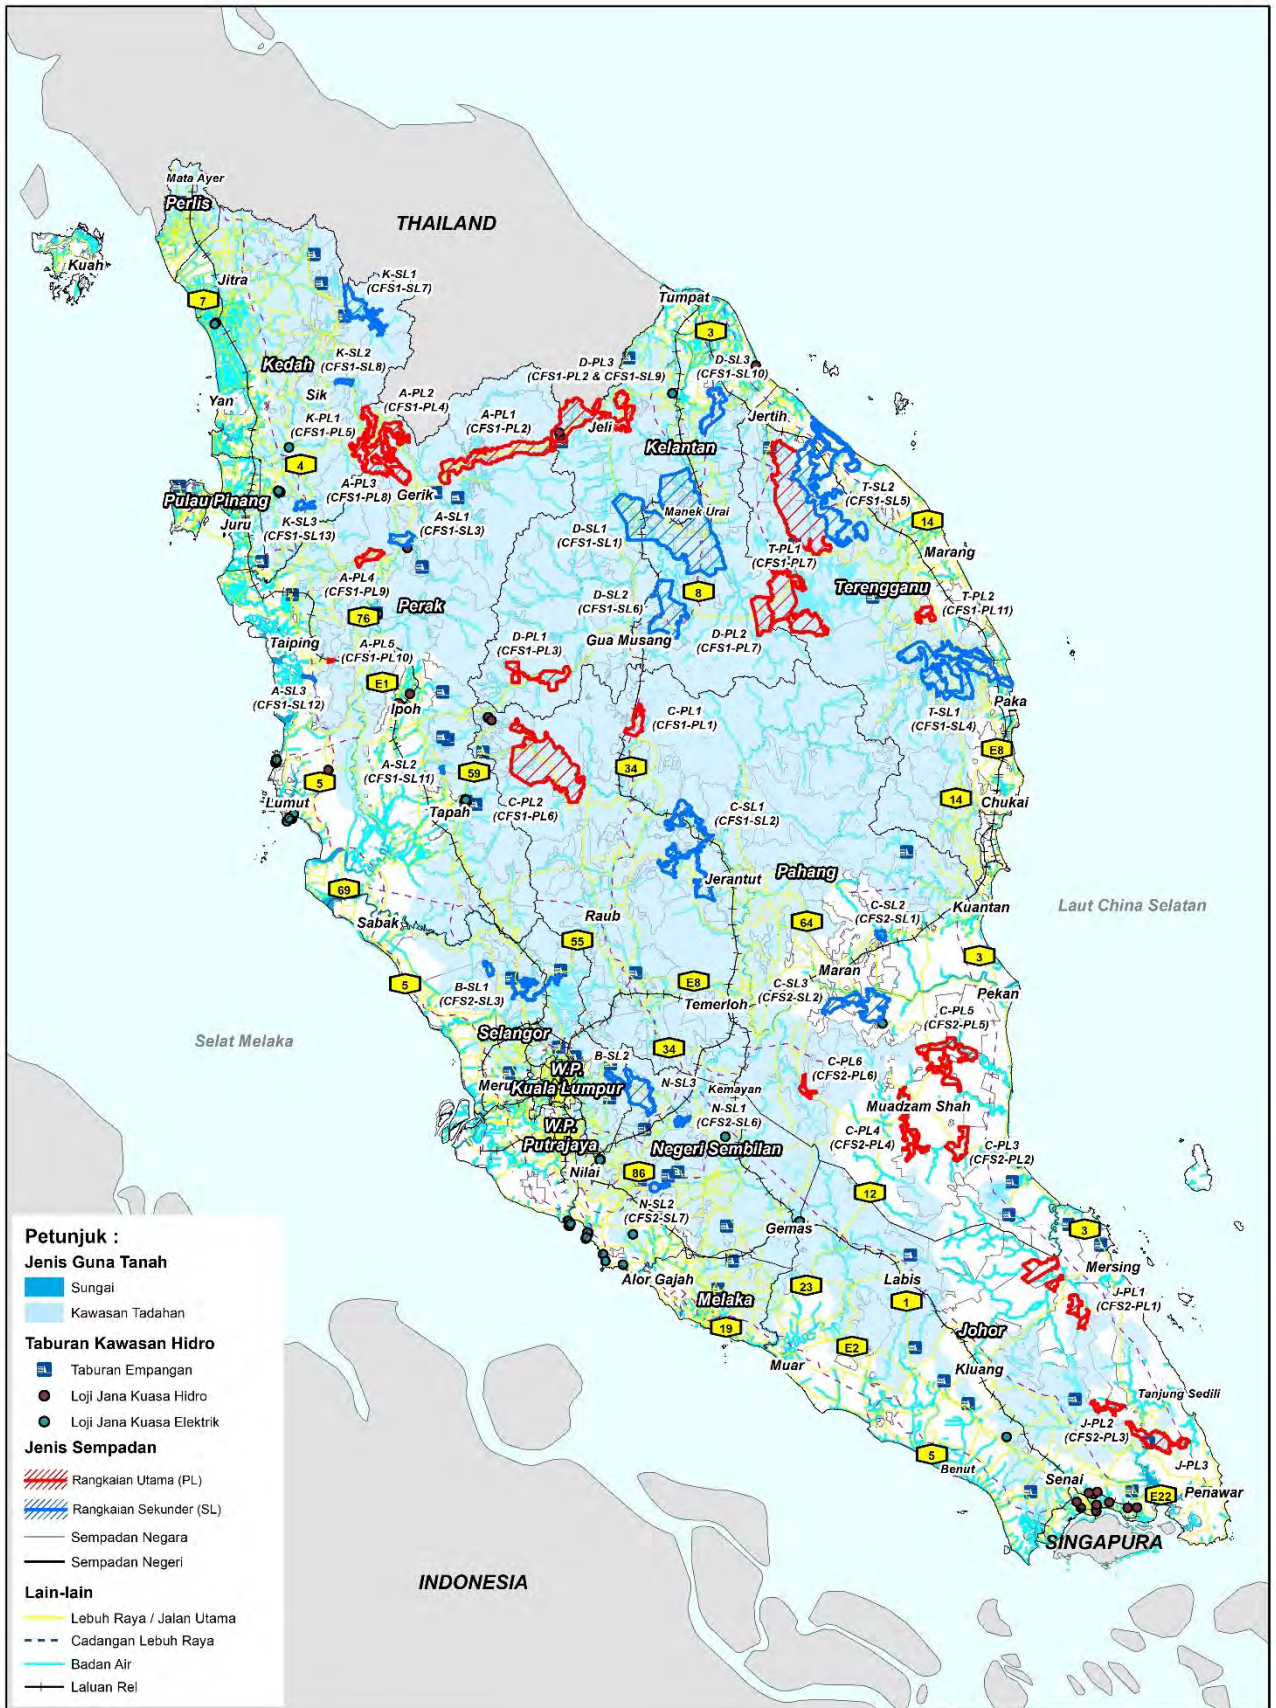 Mata Ayer
Perlis
THAILAND
Kuah
Jitra
K-SL1
(CFS1-SL7)
7
Tumpat
3
K-SL2
(CFS1-SL8)
Kedah
D-PL3
(CFS1-PL2 & CFS1-SL9)
D-SL3
(CFS1-SL10)
Sik
A-PL2
(CFS1-PL4)
Yan
K-PL1
(CFS1-PL5)
A-PL1
(CFS1-PL2)
Jeli
Jertih
Kelantan
4
A-PL3
(CFS1-PL8)
Gerik
Pulau Pinang
T-SL2
(CFS1-SL5)
Manek Urai
Juru
K-SL3
(CFS1-SL13)
A-SL1
(CFS1-SL3)
D-SL1
(CFS1-SL1)
14
Marang
T-PL1
(CFS1-PL7)
A-PL4
(CFS1-PL9)
Terengganu
Perak
D-SL2
(CFS1-SL6)
8
T-PL2
(CFS1-PL11)
76
Taiping
A-PL5
(CFS1-PL10)
D-PL1
(CFS1-PL3)
Gua Musang
D-PL2
(CFS1-PL7)
E1
A-SL3
(CFS1-SL12)
Ipoh
C-PL1
(CFS1-PL1)
T-SL1
(CFS1-SL4)
Paka
E8
A-SL2
(CFS1-SL11)
59
34
5
Lumut
Tapah
C-PL2
(CFS1-PL6)
C-SL1
(CFS1-SL2)
14
Chukai
Jerantut
Pahang
69
Sabak
Raub
C-SL2
(CFS2-SL1)
Kuantan
Laut China Selatan
64
55
3
Maran
5
B-SL1
(CFS2-SL3)
E8
Temerloh
C-SL3
(CFS2-SL2)
Pekan
C-PL5
(CFS2-PL5)
Selat Melaka
Selangor
34
B-SL2
C-PL6
(CFS2-PL6)
W.P.
Kuala Lumpur
Meru
N-SL3
Kemayan
Muadzam Shah
N-SL1
(CFS2-SL6)
W.P.
Putrajaya
C-PL4
(CFS2-PL4)
C-PL3
(CFS2-PL2)
Negeri Sembilan
Nilai
86
12
N-SL2
(CFS2-SL7)
Gemas
3
Mersing
Alor Gajah
Labis
23
Melaka
1
J-PL1
(CFS2-PL1)
19
Johor
E2
Muar
Kluang
Tanjung Sedili
J-PL2
(CFS2-PL3)
5
Benut
J-PL3
Senai
E22
Penawar
SINGAPURA
INDONESIA
Petunjuk :
Jenis Guna Tanah
Sungai
Kawasan Tadahan
Taburan Kawasan Hidro
Taburan Empangan
Loji Jana Kuasa Hidro
Loji Jana Kuasa Elektrik
Jenis Sempadan
Rangkaian Utama (PL)
Rangkaian Sekunder (SL)
Sempadan Negara
Sempadan Negeri
Lain-lain
Lebuh Raya / Jalan Utama
Cadangan Lebuh Raya
Badan Air
Laluan Rel